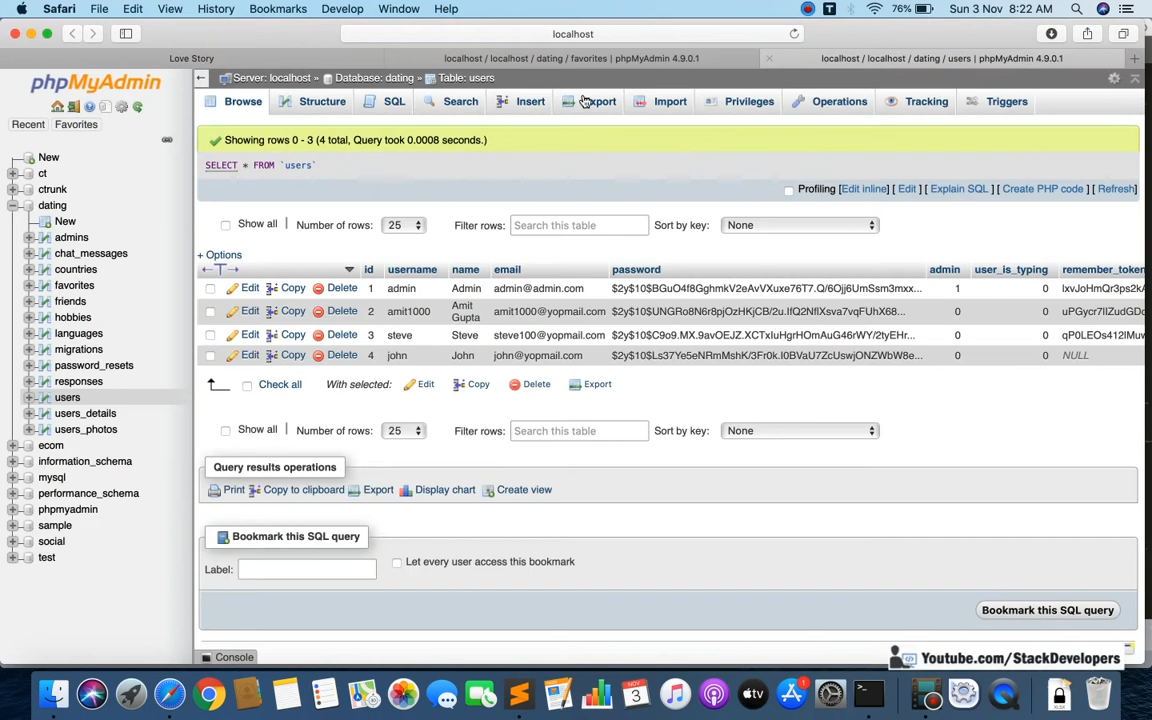 Safari File Edit View History Bookmarks Develop Window Help 76% Sun 3 Nov 8:22 AM
localhost
Love Story localhost / localhost / dating / favorites | phpMyAdmin 4.9.0.1 localhost / localhost / dating / users | phpMyAdmin 4.9.0.1
phpMyAdmin
Recent Favorites
New
ct
ctrunk
dating
New
admins
chat_messages
countries
favorites
friends
hobbies
languages
migrations
password_resets
responses
users
users_details
users_photos
ecom
information_schema
mysql
performance_schema
phpmyadmin
sample
social
test
Server: localhost » Database: dating » Table: users
Browse Structure SQL Search Insert Export Import Privileges Operations Tracking Triggers
Showing rows 0 - 3 (4 total, Query took 0.0008 seconds.)
SELECT * FROM `users`
Profiling [Edit inline] [ Edit ] [ Explain SQL ] [ Create PHP code ] [ Refresh]
Show all Number of rows: 25 Filter rows: Search this table Sort by key: None
+ Options
id username name email password admin user_is_typing remember_token
Edit Copy Delete 1 admin Admin admin@admin.com $2y$10$BGuO4f8GghmkV2eAvVXuxe76T7.Q/6Ojj6UmSsm3mxx... 1 0
Edit Copy Delete 2 amit1000 Amit Gupta amit1000@yopmail.com 0 0
Edit Copy Delete 3 steve Steve steve100@yopmail.com 0 0
Edit Copy Delete 4 john John john@yopmail.com 0 0 NULL
Check all With selected: Edit Copy Delete Export
Show all Number of rows: 25 Filter rows: Search this table Sort by key: None
Query results operations
Print Copy to clipboard Export Display chart Create view
Bookmark this SQL query
Label: Let every user access this bookmark
Bookmark this SQL query
Console
Youtube.com/StackDevelopers